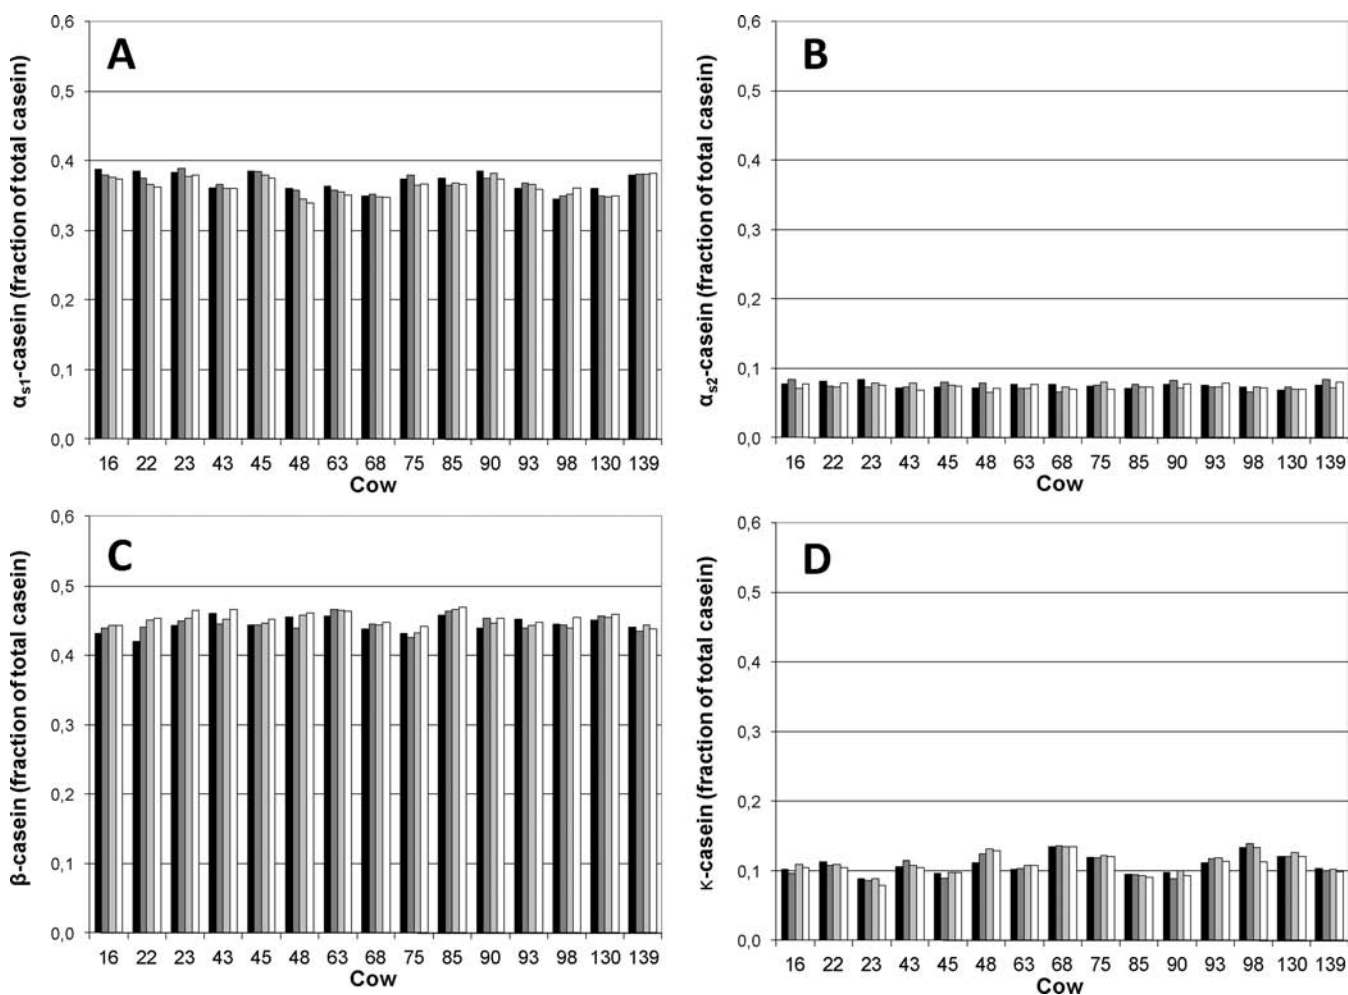 A
αs1-casein (fraction of total casein)
0,6
0,5
0,4
0,3
0,2
0,1
0,0
16 22 23 43 45 48 63 68 75 85 90 93 98 130 139
Cow
B
αs2-casein (fraction of total casein)
0,6
0,5
0,4
0,3
0,2
0,1
0,0
16 22 23 43 45 48 63 68 75 85 90 93 98 130 139
Cow
C
β-casein (fraction of total casein)
0,6
0,5
0,4
0,3
0,2
0,1
0,0
16 22 23 43 45 48 63 68 75 85 90 93 98 130 139
Cow
D
κ-casein (fraction of total casein)
0,6
0,5
0,4
0,3
0,2
0,1
0,0
16 22 23 43 45 48 63 68 75 85 90 93 98 130 139
Cow